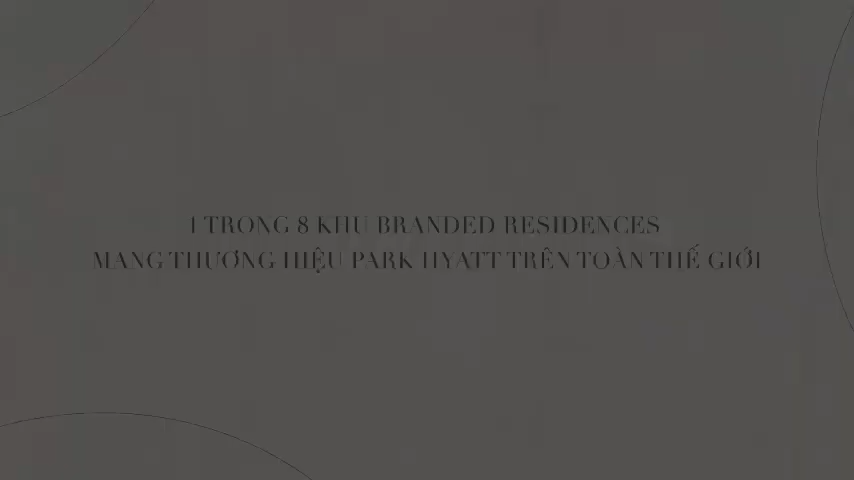 1 TRONG 8 KHU BRANDED RESIDENCES
MANG THƯƠNG HIỆU PARK HYATT TRÊN TOÀN THẾ GIỚI